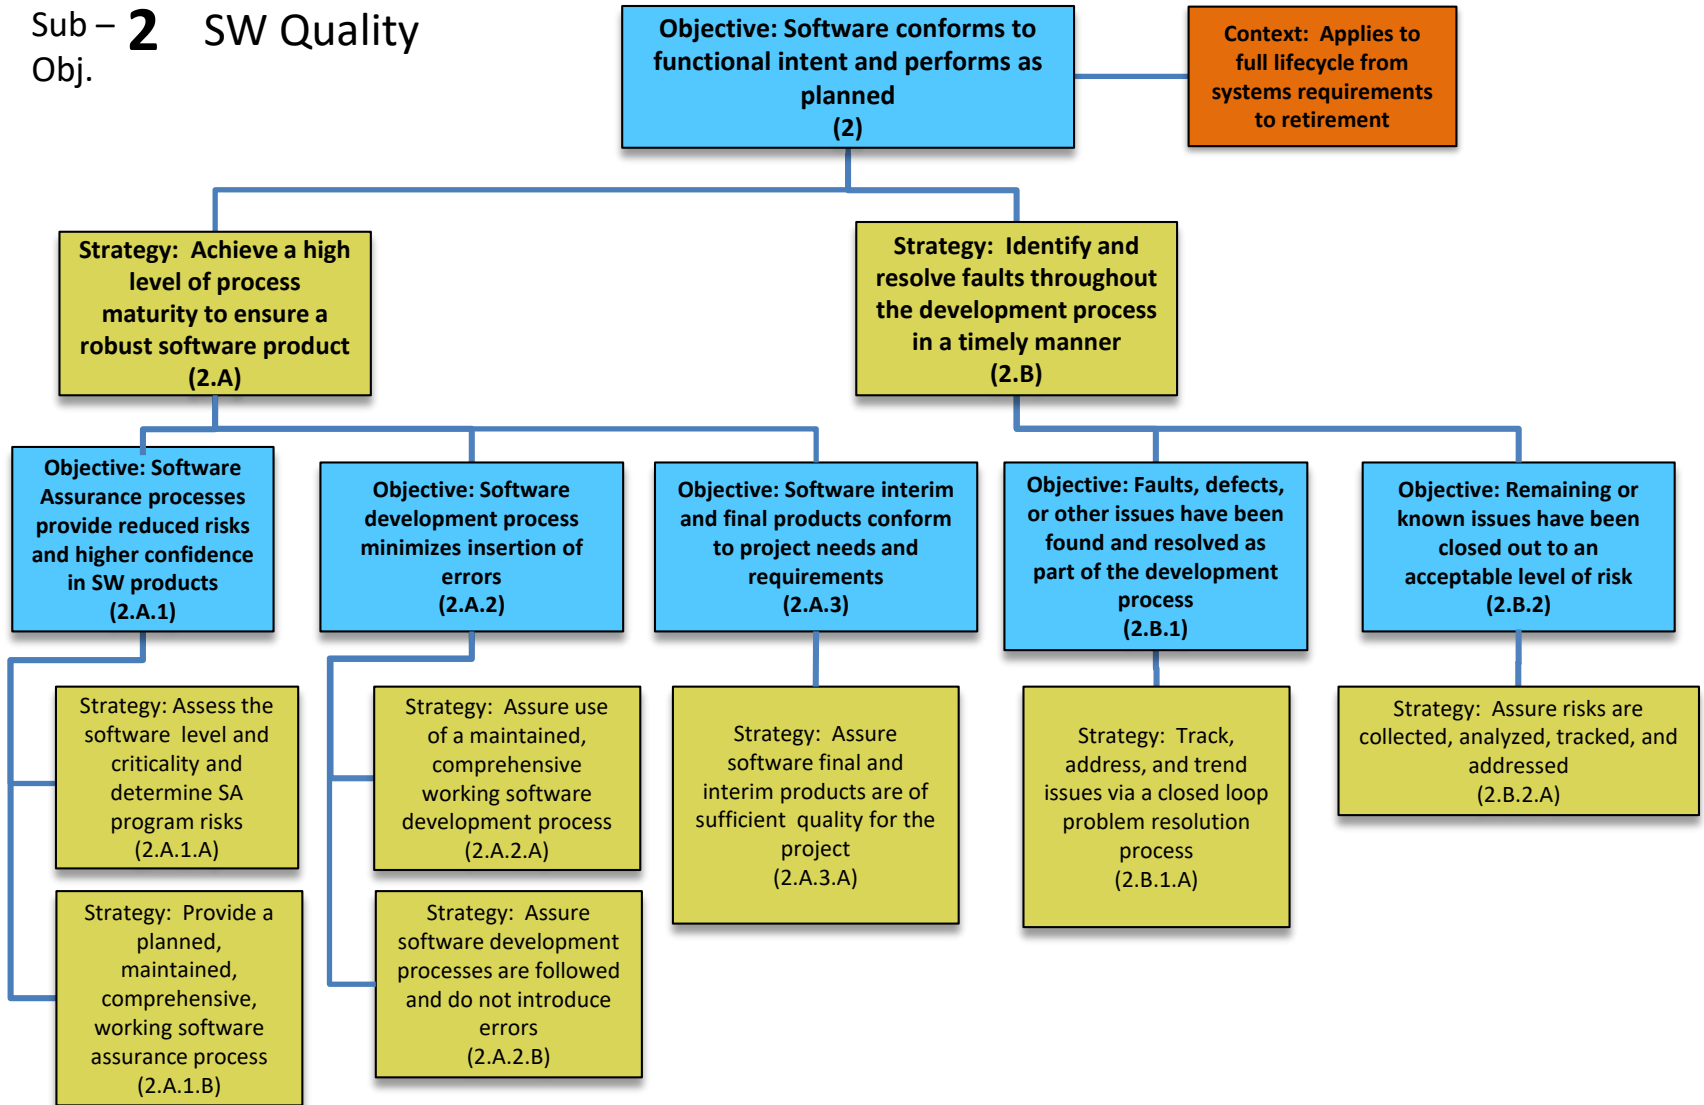 Sub – 2 SW Quality
Obj.
Objective: Software conforms to
functional intent and performs as
planned
(2)
Context: Applies to
full lifecycle from
systems requirements
to retirement
Strategy: Achieve a high
level of process
maturity to ensure a
robust software product
(2.A)
Strategy: Identify and
resolve faults throughout
the development process
in a timely manner
(2.B)
Objective: Software
Assurance processes
provide reduced risks
and higher confidence
in SW products
(2.A.1)
Objective: Software
development process
minimizes insertion of
errors
(2.A.2)
Objective: Software interim
and final products conform
to project needs and
requirements
(2.A.3)
Objective: Faults, defects,
or other issues have been
found and resolved as
part of the development
process
(2.B.1)
Objective: Remaining or
known issues have been
closed out to an
acceptable level of risk
(2.B.2)
Strategy: Assess the
software level and
criticality and
determine SA
program risks
(2.A.1.A)
Strategy: Assure use
of a maintained,
comprehensive
working software
development process
(2.A.2.A)
Strategy: Assure
software final and
interim products are of
sufficient quality for the
project
(2.A.3.A)
Strategy: Track,
address, and trend
issues via a closed loop
problem resolution
process
(2.B.1.A)
Strategy: Assure risks are
collected, analyzed, tracked, and
addressed
(2.B.2.A)
Strategy: Provide a
planned,
maintained,
comprehensive,
working software
assurance process
(2.A.1.B)
Strategy: Assure
software development
processes are followed
and do not introduce
errors
(2.A.2.B)